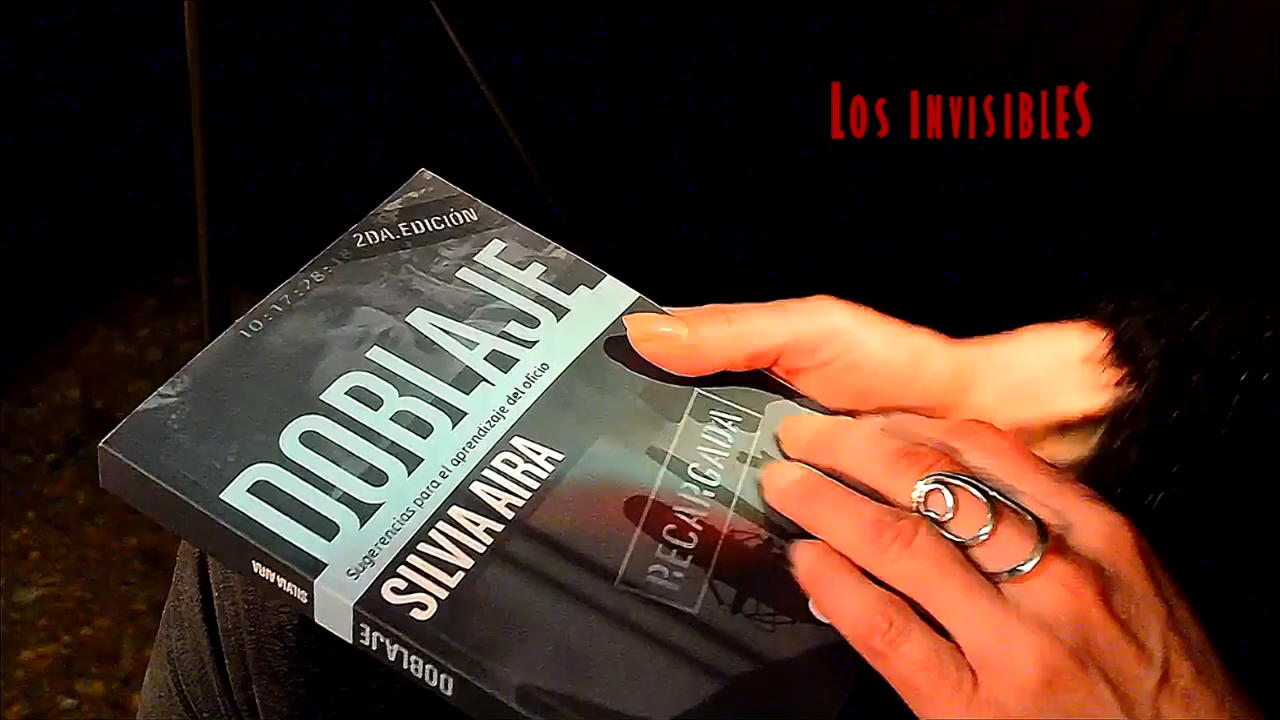 LOS INVISIBLES
2DA.EDICIÓN
10:17:28:
DOBLAJE
Sugerencias para el aprendizaje del oficio
SILVIA AIRA
RECARGADA
SILVIA AIRA
DOBLAJE